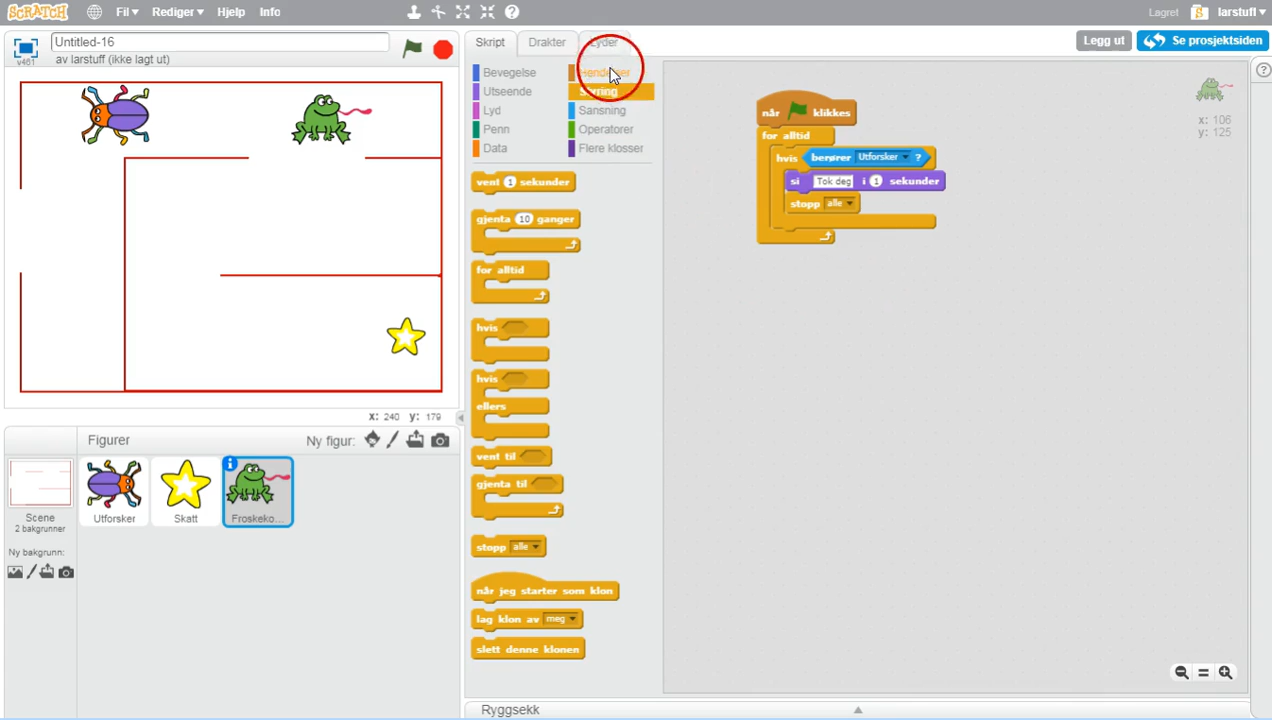 SCRATCH Fil Rediger Hjelp Info Lagret larstufl
v461 Untitled-16
av larstuff (ikke lagt ut)
Skript Drakter Lyder
Legg ut Se prosjektsiden
Bevegelse Hendelser
Utseende Styring
Lyd Sansning
Penn Operatorer
Data Flere klosser
vent 1 sekunder
gjenta 10 ganger
for alltid
hvis
hvis
ellers
vent til
gjenta til
stopp alle
når jeg starter som klon
lag klon av meg
slett denne klonen
når klikkes
for alltid
hvis berører Utforsker ?
si Tok deg i 1 sekunder
stopp alle
x: 106
y: 125
x: 240 y: 179
Figurer Ny figur:
Scene
2 bakgrunner
Ny bakgrunn:
Utforsker Skatt Froskeko...
Ryggsekk